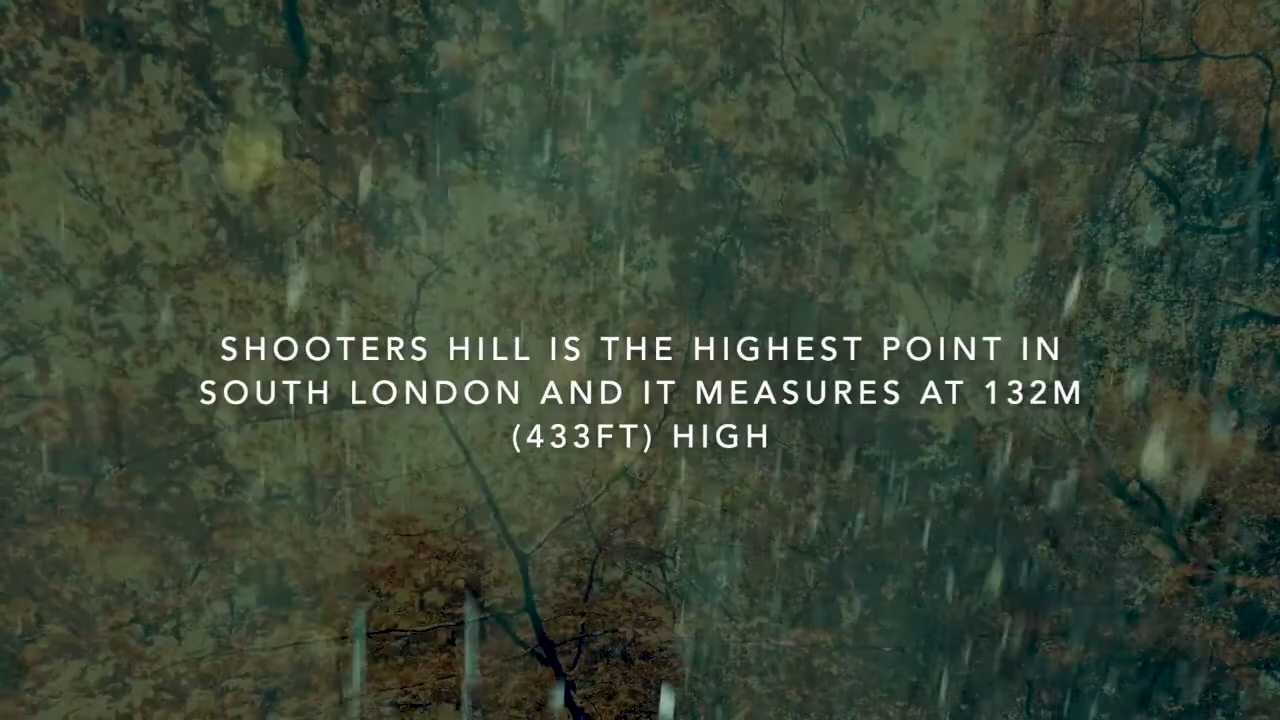 SHOOTERS HILL IS THE HIGHEST POINT IN
SOUTH LONDON AND IT MEASURES AT 132M
(433FT) HIGH